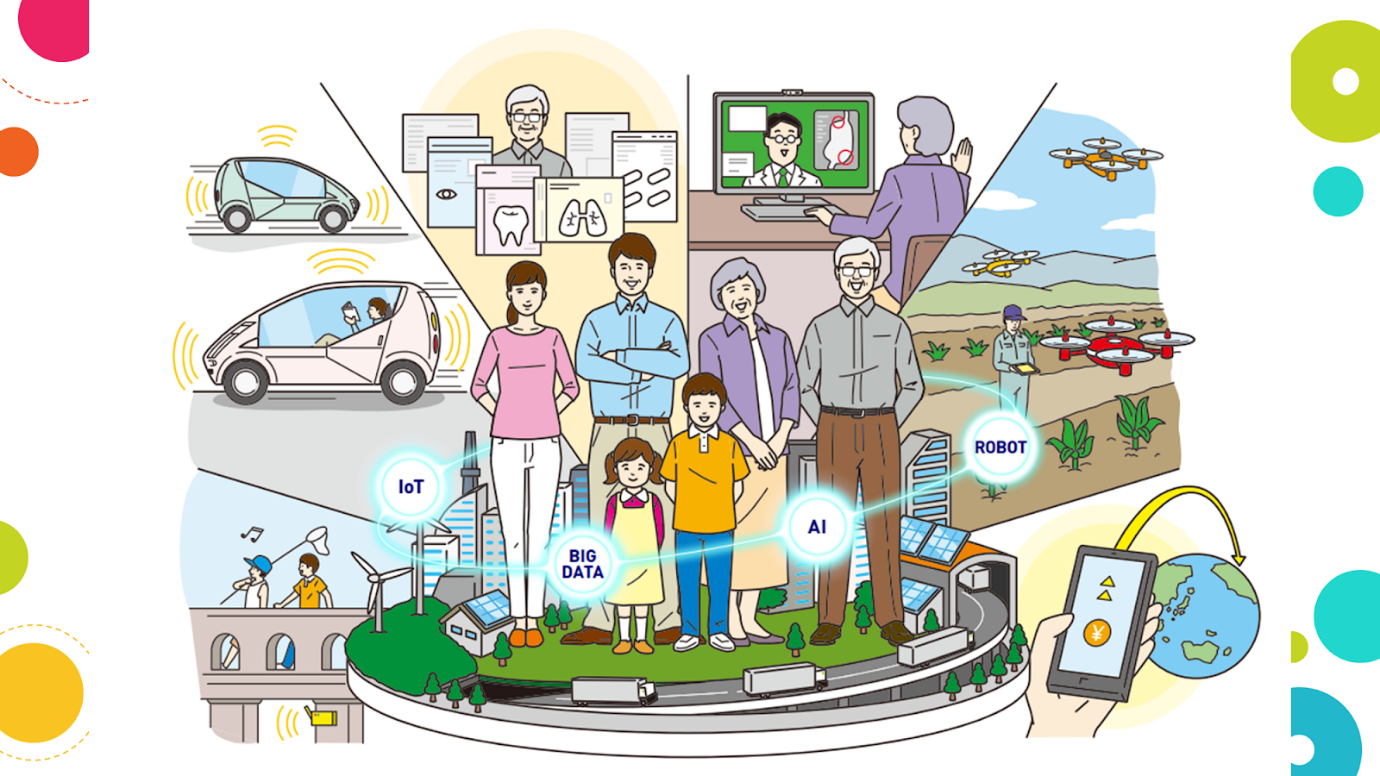 IoT
BIG
DATA
AI
ROBOT
¥